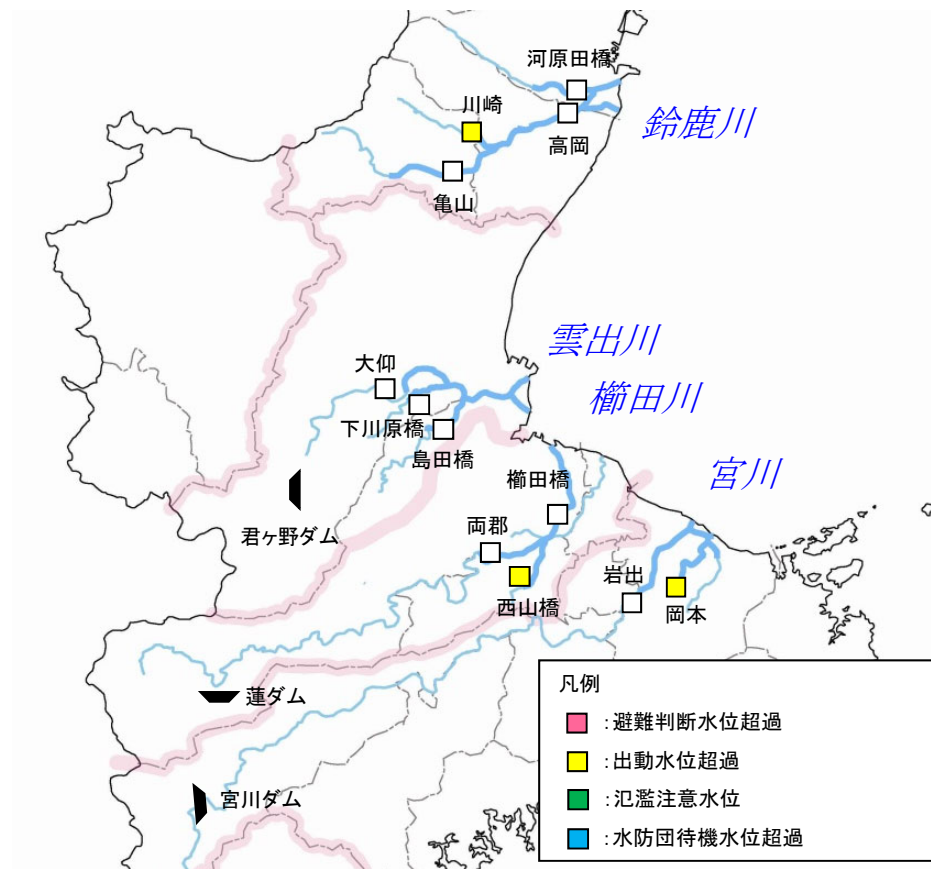 河原田橋
川崎
鈴鹿川
高岡
亀山
雲出川
大仰
櫛田川
下川原橋
島田橋
宮川
櫛田橋
君ヶ野ダム
両郡
岩出
西山橋
岡本
凡例
蓮ダム
:避難判断水位超過
:出動水位超過
宮川ダム
:氾濫注意水位
:水防団待機水位超過